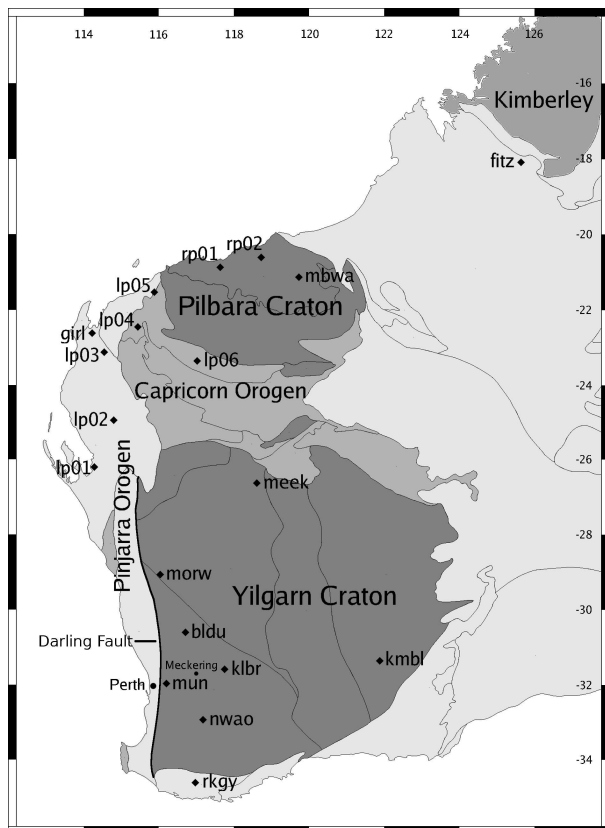 114 116 118 120 122 124 126
-16
Kimberley
fitz
-18
-20
rp02
rp01
mbwa
lp05
Pilbara Craton
-22
lp04
girl
lp03
lp06
Capricorn Orogen
-24
lp02
lp01
-26
meek
Pinjarra Orogen
-28
morw
Yilgarn Craton
-30
bldu
Darling Fault
Meckering
klbr
kmbl
Perth
mun
-32
nwao
-34
rkgy